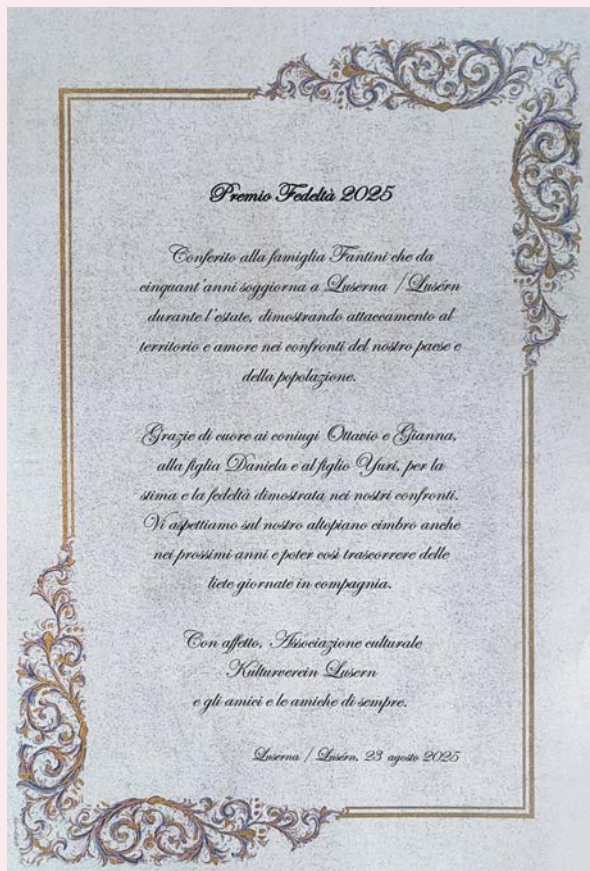 Premio Fedeltà 2025
Conferito alla famiglia Fantini che da
cinquant'anni soggiorna a Luserna / Lusérn
durante l'estate, dimostrando attaccamento al
territorio e amore nei confronti del nostro paese e
della popolazione.
Grazie di cuore ai coniugi Ottavio e Gianna,
alla figlia Daniela e al figlio Yuri, per la
stima e la fedeltà dimostrata nei nostri confronti.
Vi aspettiamo sul nostro altopiano cimbro anche
nei prossimi anni e poter così trascorrere delle
liete giornate in compagnia.
Con affetto, Associazione culturale
Kulturverein Lusern
e gli amici e le amiche di sempre.
Luserna / Lusérn, 23 agosto 2025